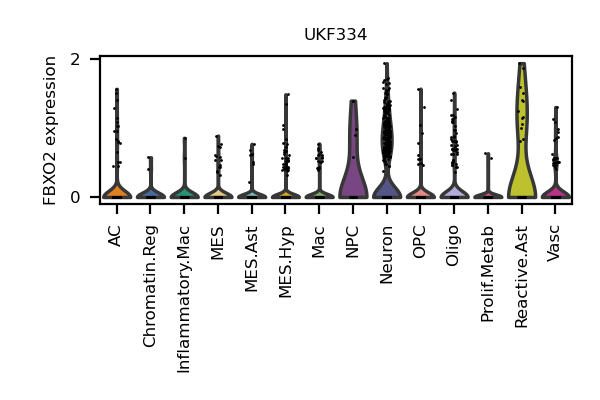 UKF334
FBXO2 expression
2
0
AC
Chromatin.Reg
Inflammatory.Mac
MES
MES.Ast
MES.Hyp
Mac
NPC
Neuron
OPC
Oligo
Prolif.Metab
Reactive.Ast
Vasc